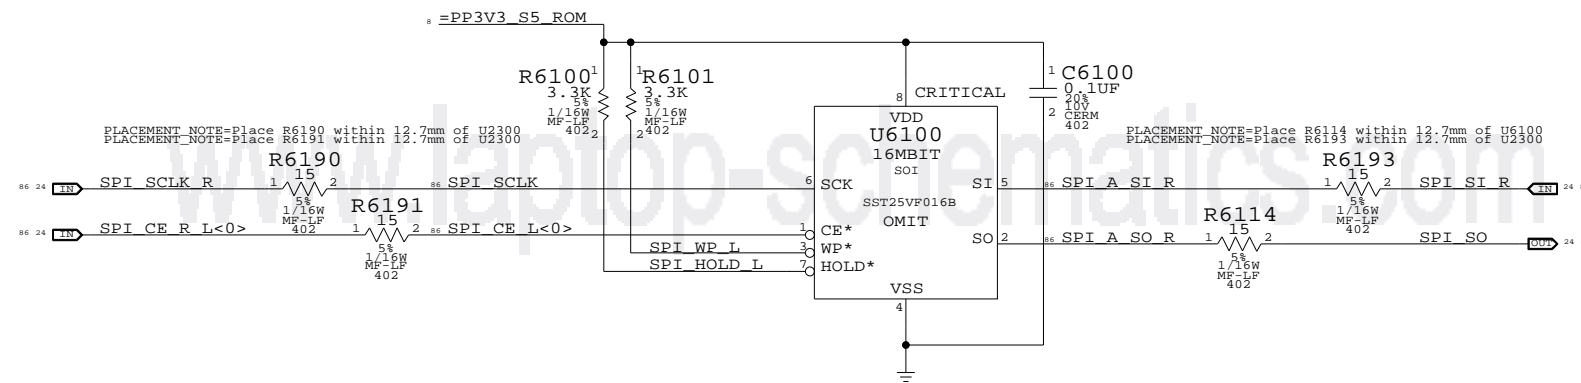 8 =PP3V3_S5_ROM
R6100 1
3.3K
5%
1/16W
MF-LF
402 2
1 R6101
3.3K
5%
1/16W
MF-LF
2 402
1 C6100
0.1UF
20%
10V
2 CERM
402
CRITICAL
8
VDD
U6100
16MBIT
SOI
SST25VF016B
OMIT
6 SCK
1 CE*
3 WP*
7 HOLD*
SI 5
SO 2
VSS
4
PLACEMENT_NOTE=Place R6190 within 12.7mm of U2300
PLACEMENT_NOTE=Place R6191 within 12.7mm of U2300
R6190
15
86 24 IN SPI_SCLK_R 1 2 86 SPI_SCLK
5%
1/16W
MF-LF
402
R6191
15
86 24 IN SPI_CE_R_L<0> 1 2 86 SPI_CE_L<0>
5%
1/16W
MF-LF
402
SPI_WP_L
SPI_HOLD_L
PLACEMENT_NOTE=Place R6114 within 12.7mm of U6100
PLACEMENT_NOTE=Place R6193 within 12.7mm of U2300
R6193
15
86 SPI_A_SI_R 1 2 SPI_SI_R IN 24
5%
1/16W
MF-LF
402
R6114
15
86 SPI_A_SO_R 1 2 SPI_SO OUT 24
5%
1/16W
MF-LF
402
www.laptop-schematics.com